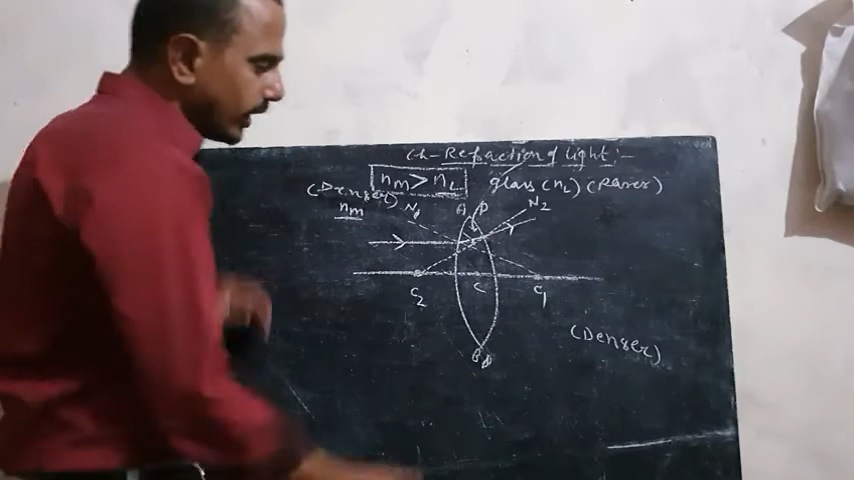 Ch- Refraction of light :-
nm > nL glass (nL) (Rarer)
(Denser)
nm N1 A P N2
C2 C C1
(Denser)
B